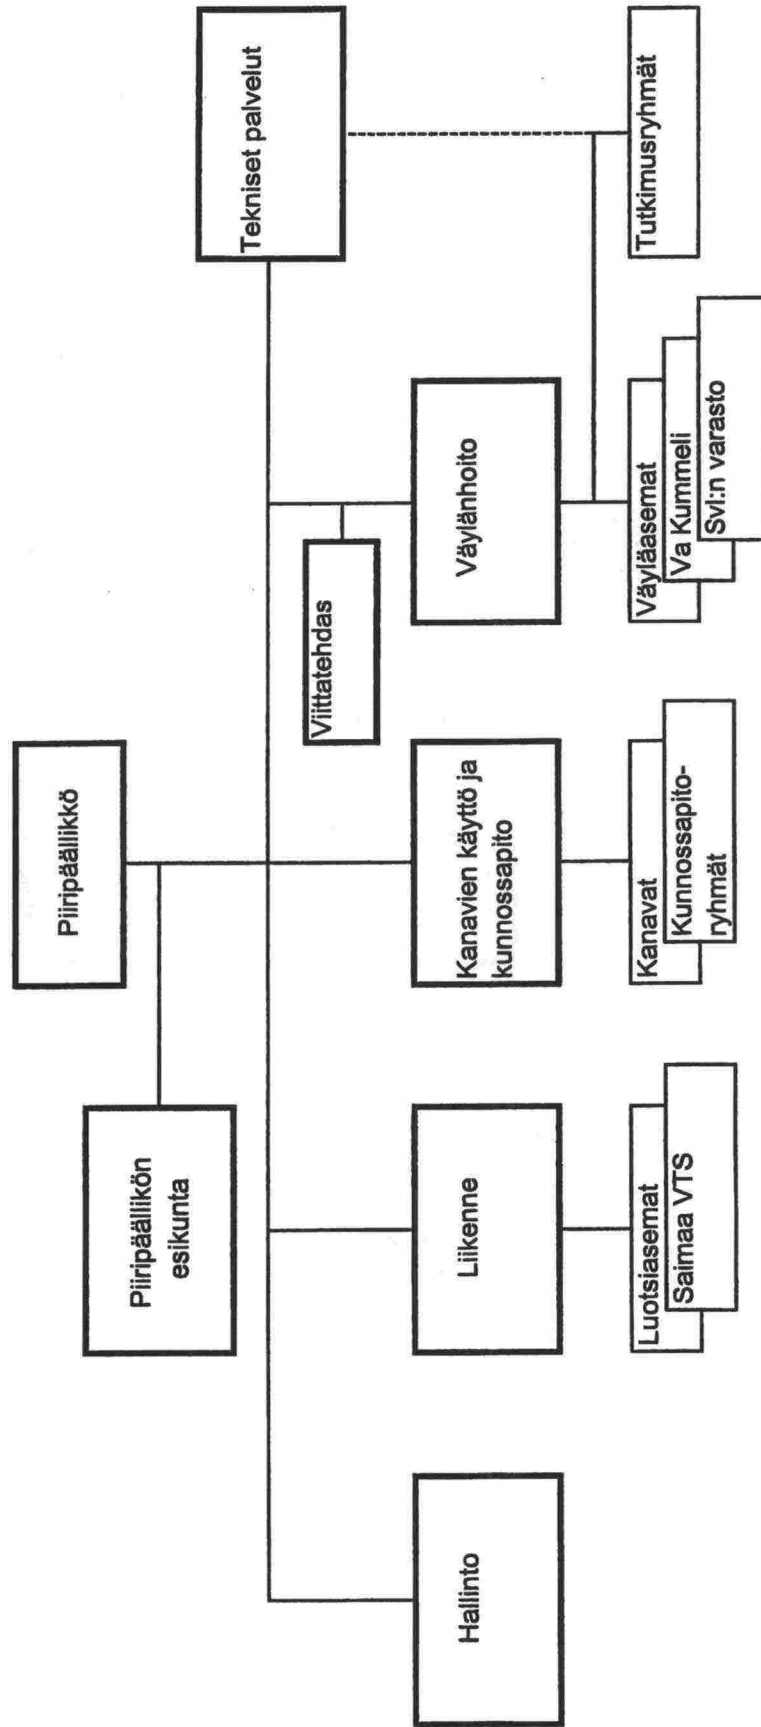 Piiripäällikkö
Piiripäällikön
esikunta
Tekniset palvelut
Viittatehdas
Hallinto
Liikenne
Kanavien käyttö ja
kunnossapito
Väylänhoito
Luotsiasemat
Saimaa VTS
Kanavat
Kunnossapito-
ryhmät
Väyläasemat
Va Kummeli
Svl:n varasto
Tutkimusryhmät